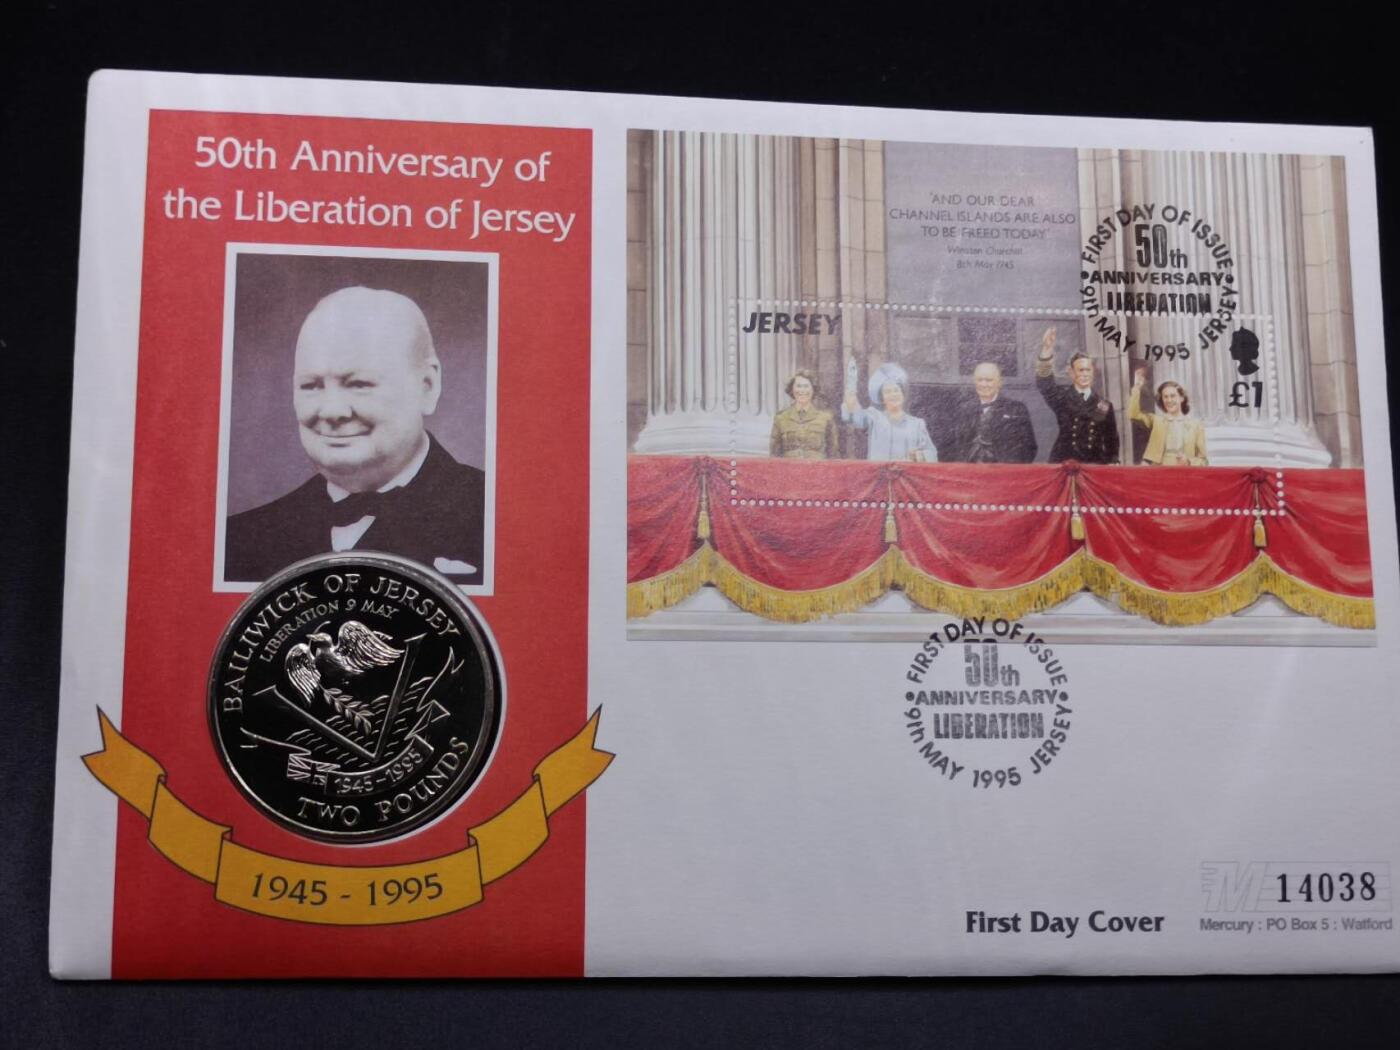 50th Anniversary of
the Liberation of Jersey
BAILIWICK OF JERSEY
LIBERATION 9 MAY
1945-1995
TWO POUNDS
1945 - 1995
'AND OUR DEAR
CHANNEL ISLANDS ARE ALSO
TO BE FREED TODAY'
Winston Churchill
8th May 1945
JERSEY
£1
FIRST DAY OF ISSUE
50th
ANNIVERSARY
LIBERATION
9th MAY 1995 JERSEY
FIRST DAY OF ISSUE
50th
ANNIVERSARY
LIBERATION
9th MAY 1995 JERSEY
M 14038
First Day Cover
Mercury : PO Box 5 : Watford